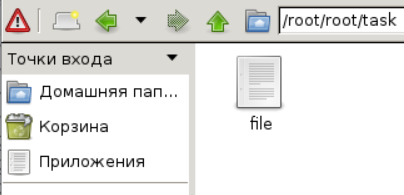 /root/root/task
Точки входа
Домашняя пап...
Корзина
Приложения
file